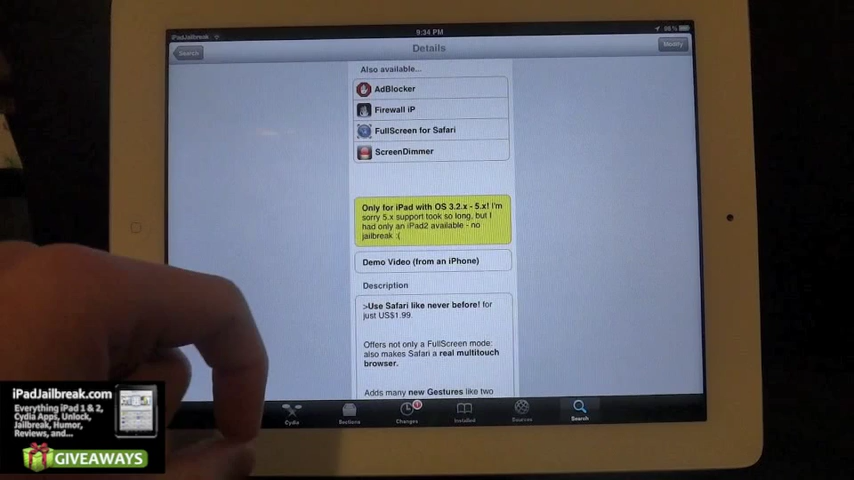 iPadJailbreak
9:34 PM
Search
Details
Modify
Also available...
AdBlocker
Firewall iP
FullScreen for Safari
ScreenDimmer
Only for iPad with OS 3.2.x - 5.x! I'm
sorry 5.x support took so long, but I
had only an iPad2 available - no
jailbreak :(
Demo Video (from an iPhone)
Description
>Use Safari like never before! for
just US$1.99.
Offers not only a FullScreen mode:
also makes Safari a real multitouch
browser.
Adds many new Gestures like two
Cydia
Sections
Changes
Installed
Sources
Search
iPadJailbreak.com
Everything iPad 1 & 2,
Cydia Apps, Unlock,
Jailbreak, Humor,
Reviews, and...
GIVEAWAYS